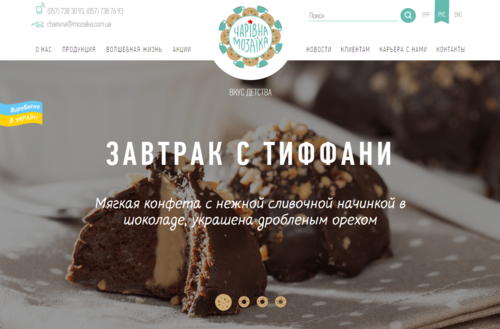 (057) 738 30 93, (057) 738 76 93
charivna@mozaika.com.ua
ЧАРІВНА
МОЗАЇКА
Поиск
УКР
РУС
ENG
О НАС
ПРОДУКЦИЯ
ВОЛШЕБНАЯ ЖИЗНЬ
АКЦИИ
НОВОСТИ
КЛИЕНТАМ
КАРЬЕРА С НАМИ
КОНТАКТЫ
ВКУС ДЕТСТВА
Вироблено
в Україні
ЗАВТРАК С ТИФФАНИ
Мягкая конфета с нежной сливочной начинкой в
шоколаде, украшена дробленым орехом